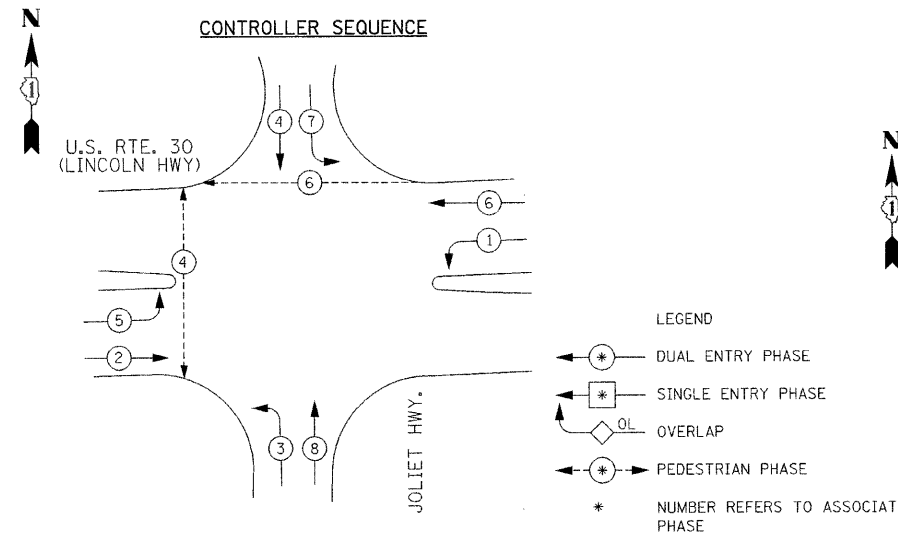 N
CONTROLLER SEQUENCE
1
U.S. RTE. 30
(LINCOLN HWY)
4
7
6
6
1
4
5
2
3
8
JOLIET HWY.
N
1
LEGEND
* DUAL ENTRY PHASE
* SINGLE ENTRY PHASE
OL OVERLAP
* PEDESTRIAN PHASE
* NUMBER REFERS TO ASSOCIAT
PHASE